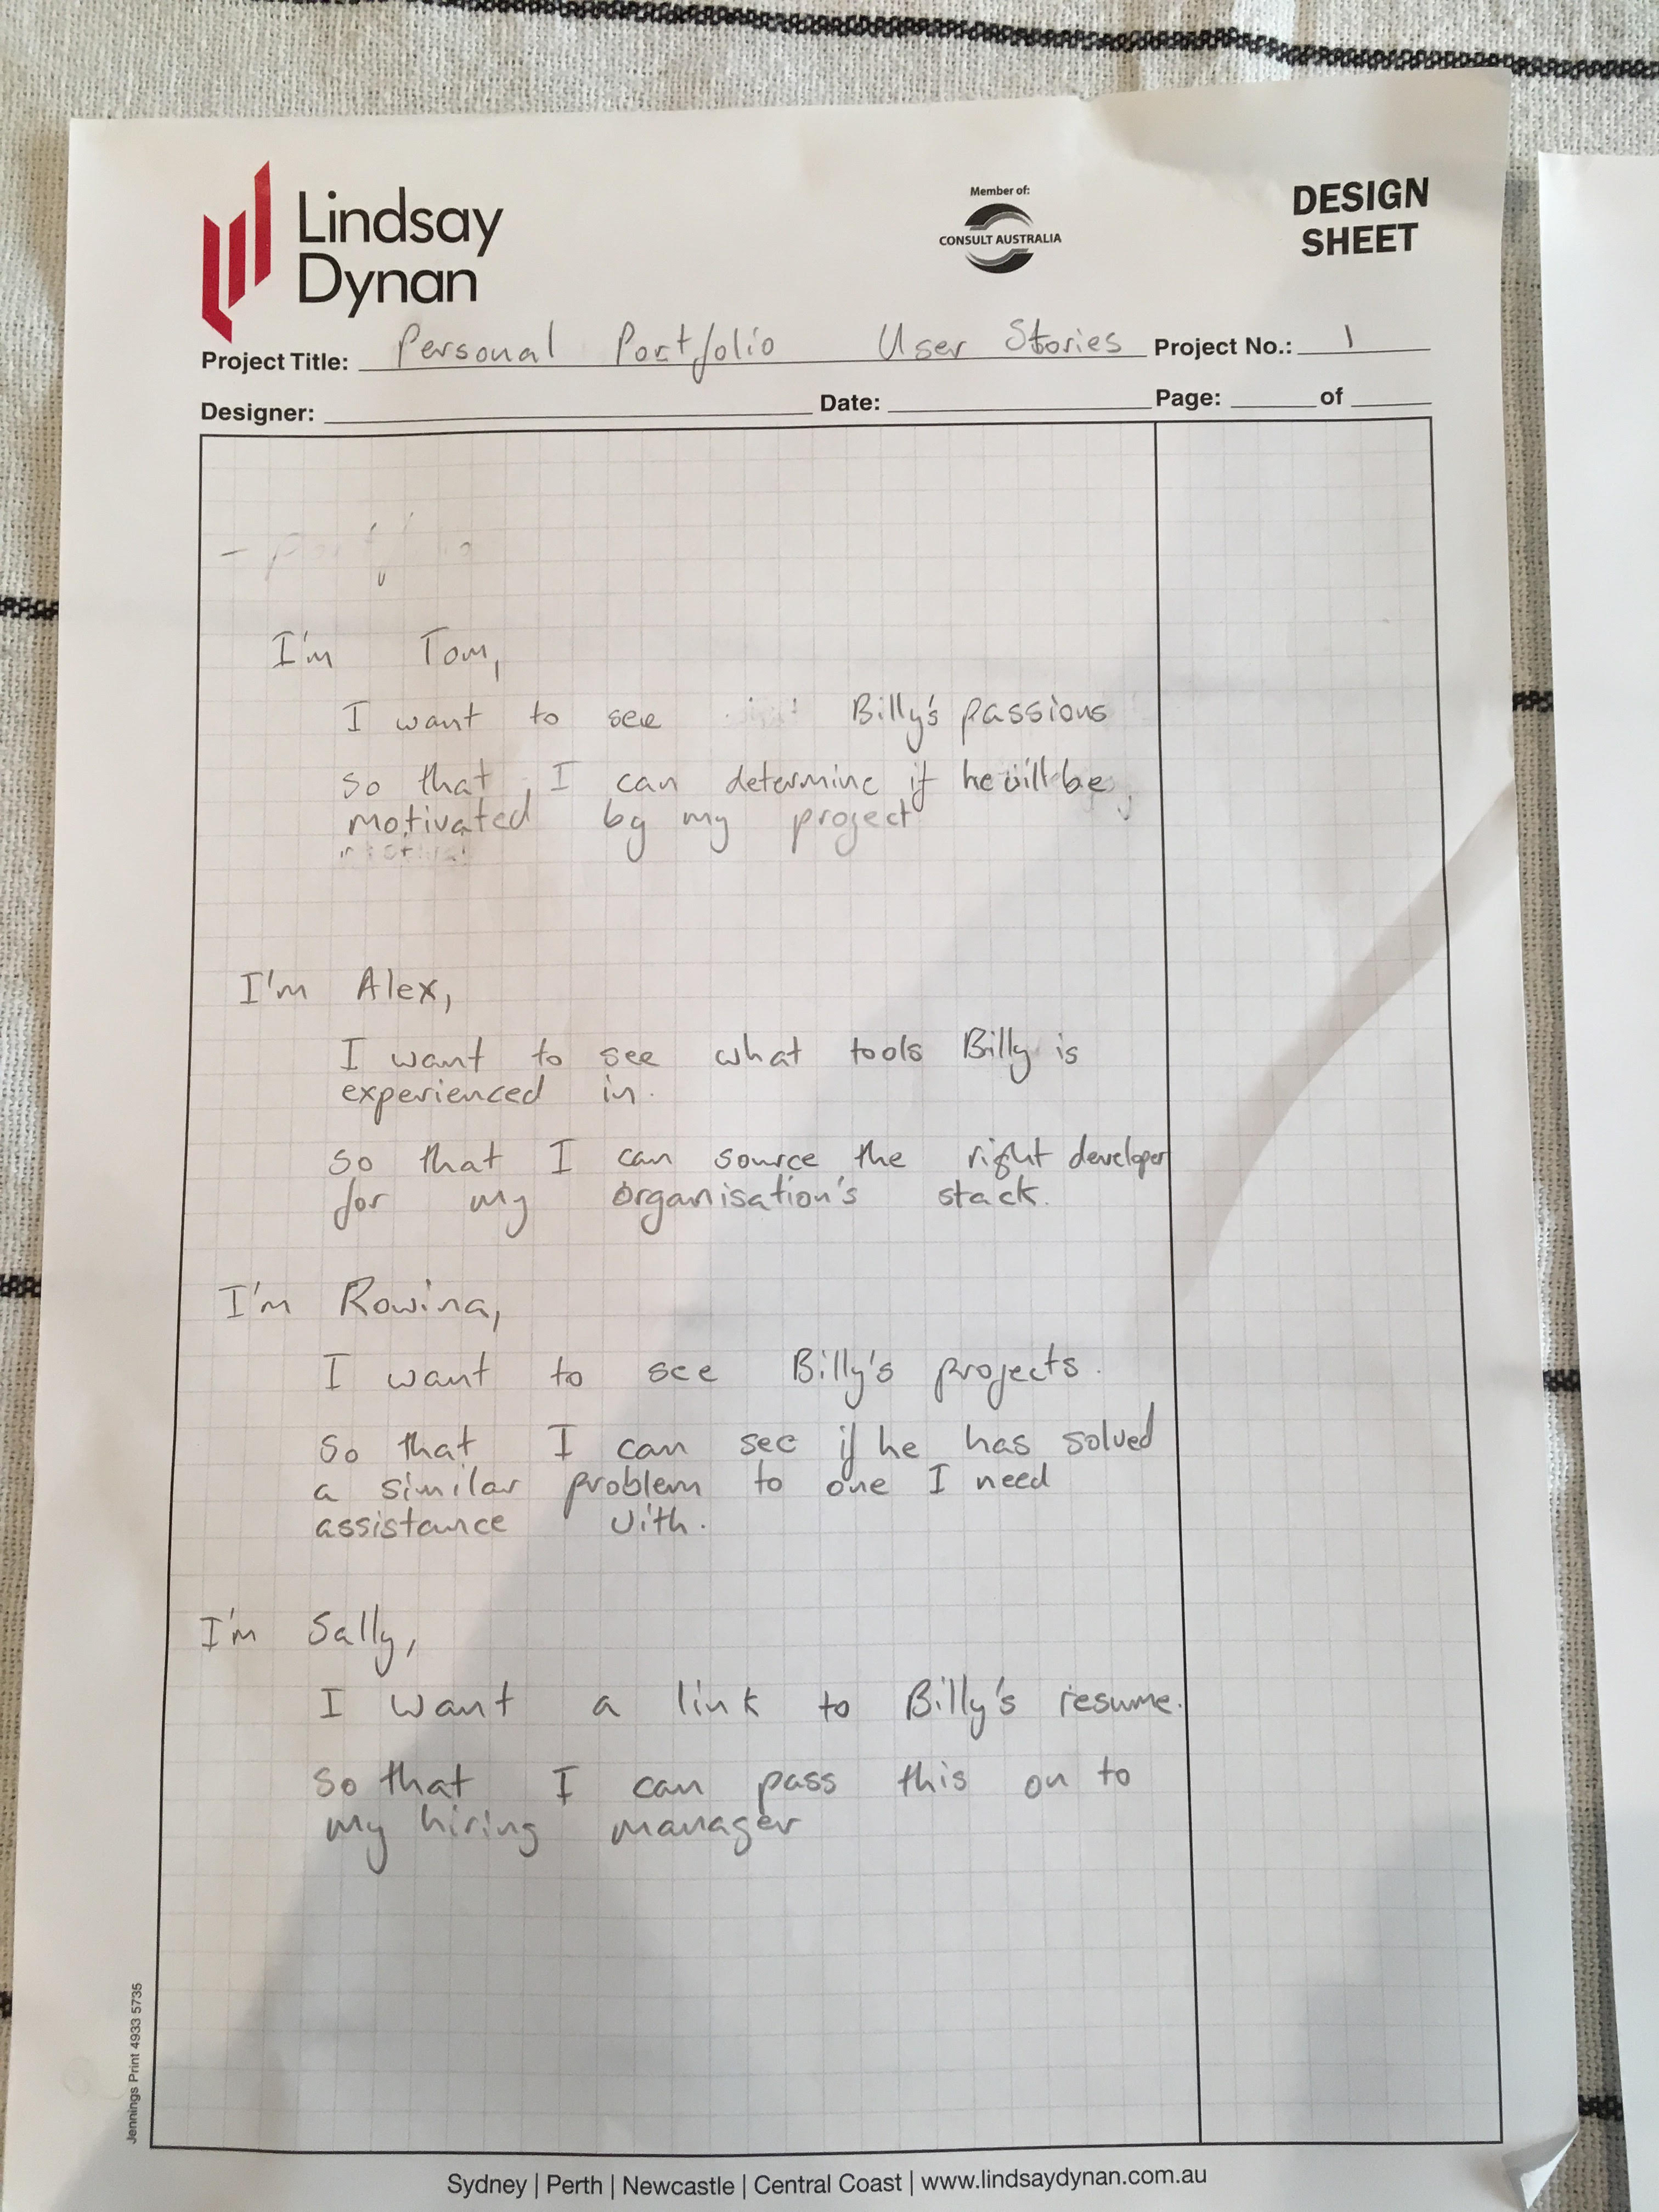 Lindsay
Dynan
Member of:
CONSULT AUSTRALIA
DESIGN
SHEET
Project Title: Personal Portfolio User Stories Project No.: 1
Designer: Date: Page: of
I'm Tom,
I want to see Billy's passions
so that I can determine if he will be
motivated by my project
I'm Alex,
I want to see what tools Billy is
experienced in.
so that I can source the right developer
for my organisation's stack.
I'm Rowina,
I want to see Billy's projects.
So that I can see if he has solved
a similar problem to one I need
assistance with.
I'm Sally,
I want a link to Billy's resume.
So that I can pass this on to
my hiring manager
Jennings Print 4933 5735
Sydney | Perth | Newcastle | Central Coast | www.lindsaydynan.com.au